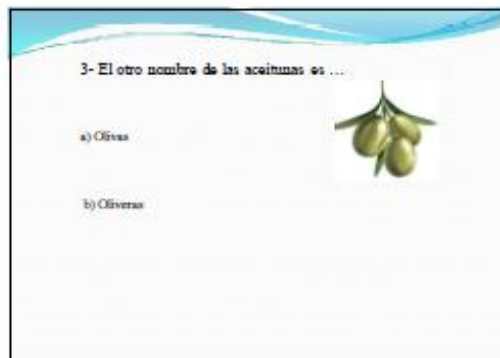 3- El otro nombre de las aceitunas es ...
a) Olivas
b) Oliveras